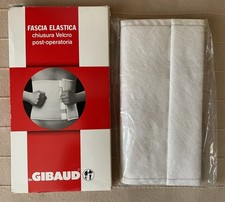 FASCIA ELASTICA
chiusura Velcro
post-operatoria
GIBAUD